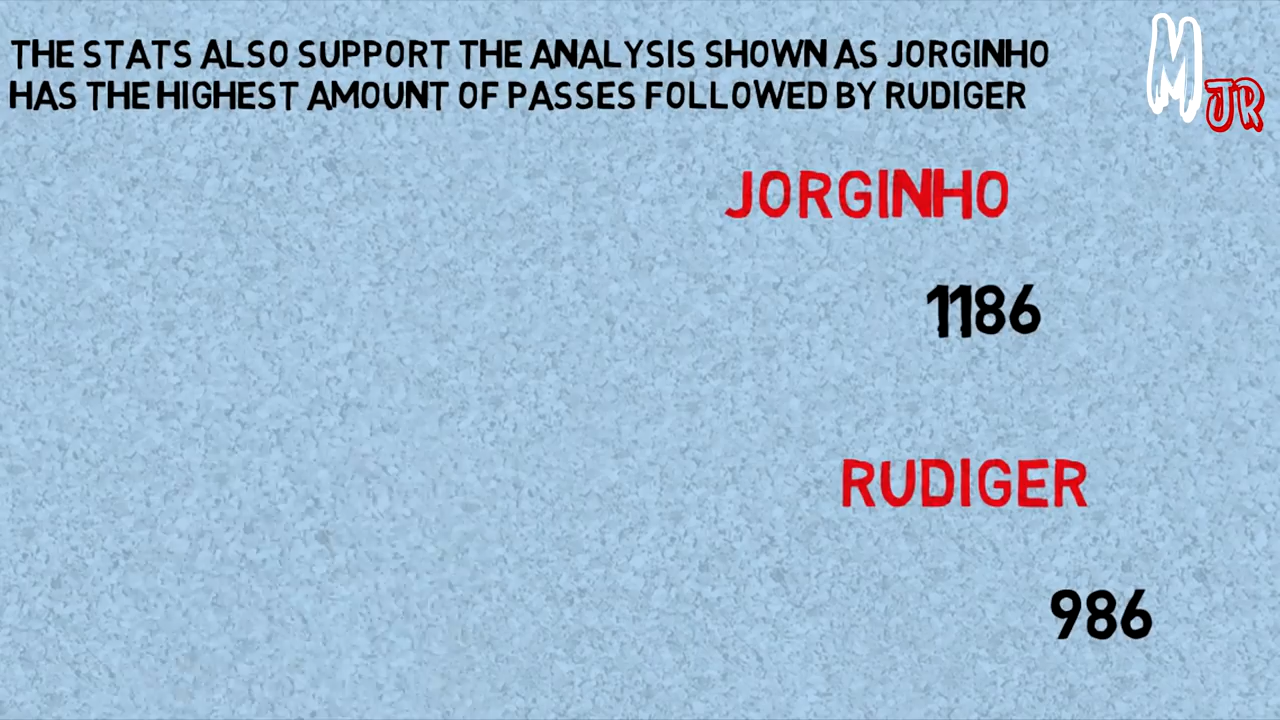 THE STATS ALSO SUPPORT THE ANALYSIS SHOWN AS JORGINHO
HAS THE HIGHEST AMOUNT OF PASSES FOLLOWED BY RUDIGER
M JR
JORGINHO
1186
RUDIGER
986